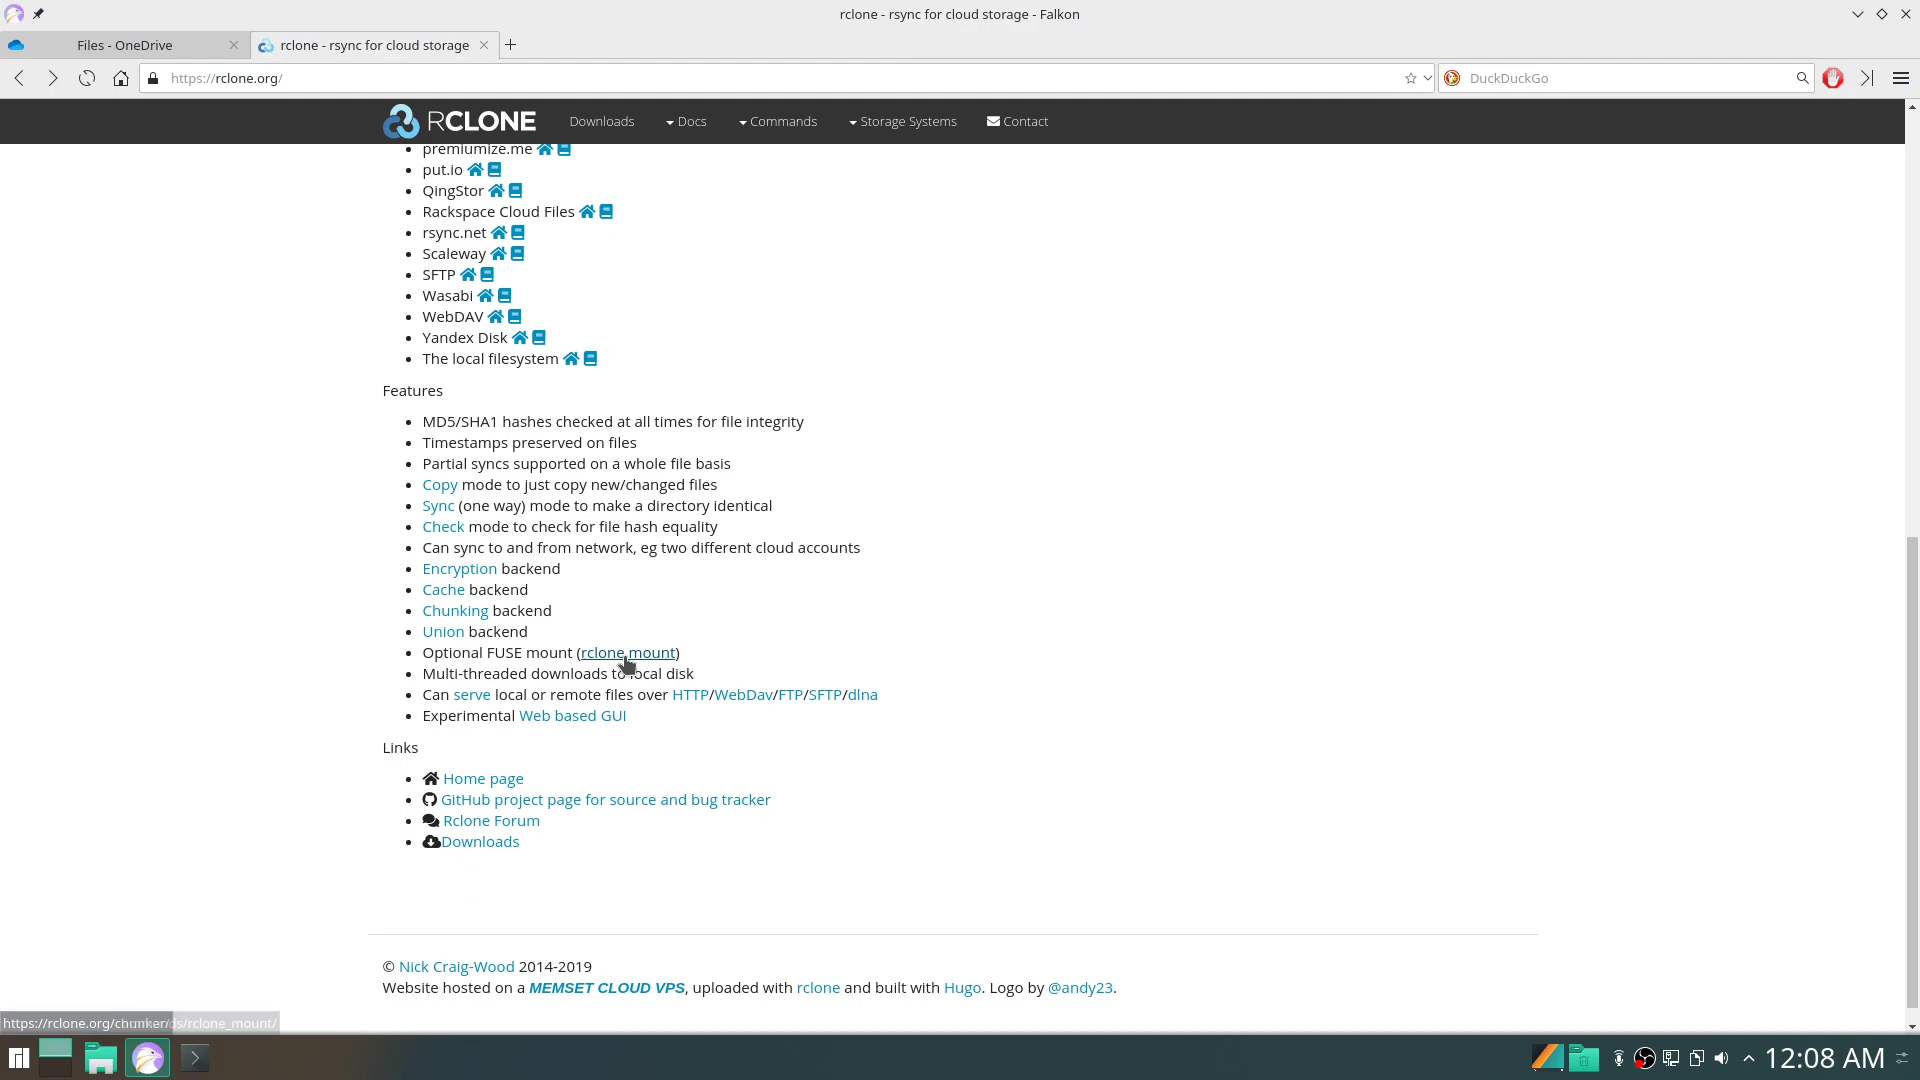 rclone - rsync for cloud storage - Falkon
Files - OneDrive
rclone - rsync for cloud storage
https://rclone.org/
DuckDuckGo
RCLONE
Downloads
Docs
Commands
Storage Systems
Contact
premiumize.me
put.io
QingStor
Rackspace Cloud Files
rsync.net
Scaleway
SFTP
Wasabi
WebDAV
Yandex Disk
The local filesystem
Features
MD5/SHA1 hashes checked at all times for file integrity
Timestamps preserved on files
Partial syncs supported on a whole file basis
Copy mode to just copy new/changed files
Sync (one way) mode to make a directory identical
Check mode to check for file hash equality
Can sync to and from network, eg two different cloud accounts
Encryption backend
Cache backend
Chunking backend
Union backend
Optional FUSE mount (rclone mount)
Multi-threaded downloads to local disk
Can serve local or remote files over HTTP/WebDav/FTP/SFTP/dlna
Experimental Web based GUI
Links
Home page
GitHub project page for source and bug tracker
Rclone Forum
Downloads
© Nick Craig-Wood 2014-2019
Website hosted on a MEMSET CLOUD VPS, uploaded with rclone and built with Hugo. Logo by @andy23.
https://rclone.org/chunker/ds/rclone_mount/
12:08 AM